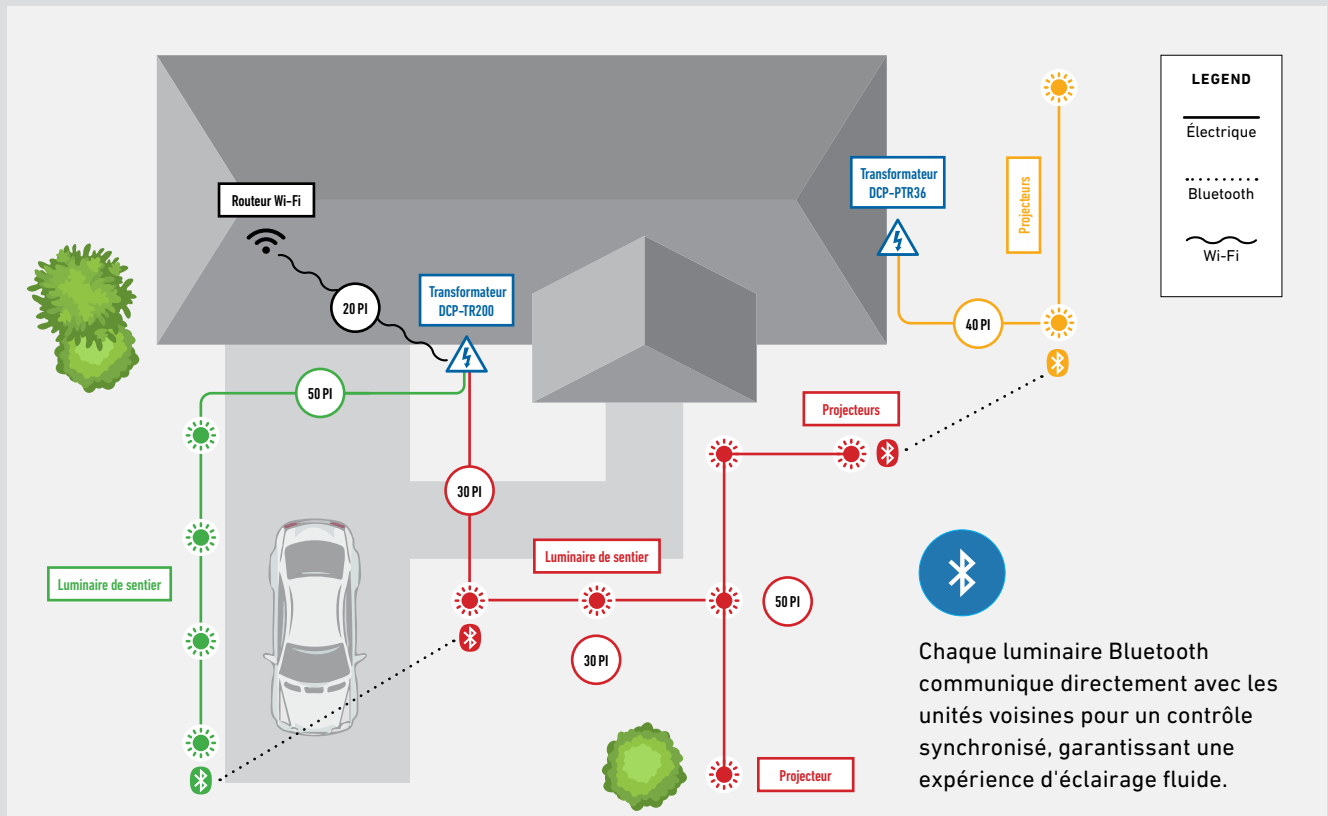 LEGEND
Électrique
Bluetooth
Wi-Fi
Transformateur
DCP-PTR36
Projecteurs
Routeur Wi-Fi
Transformateur
DCP-TR200
20 PI
40 PI
50 PI
Projecteurs
30 PI
Luminaire de sentier
Luminaire de sentier
50 PI
30 PI
Projecteur
Chaque luminaire Bluetooth
communique directement avec les
unités voisines pour un contrôle
synchronisé, garantissant une
expérience d'éclairage fluide.